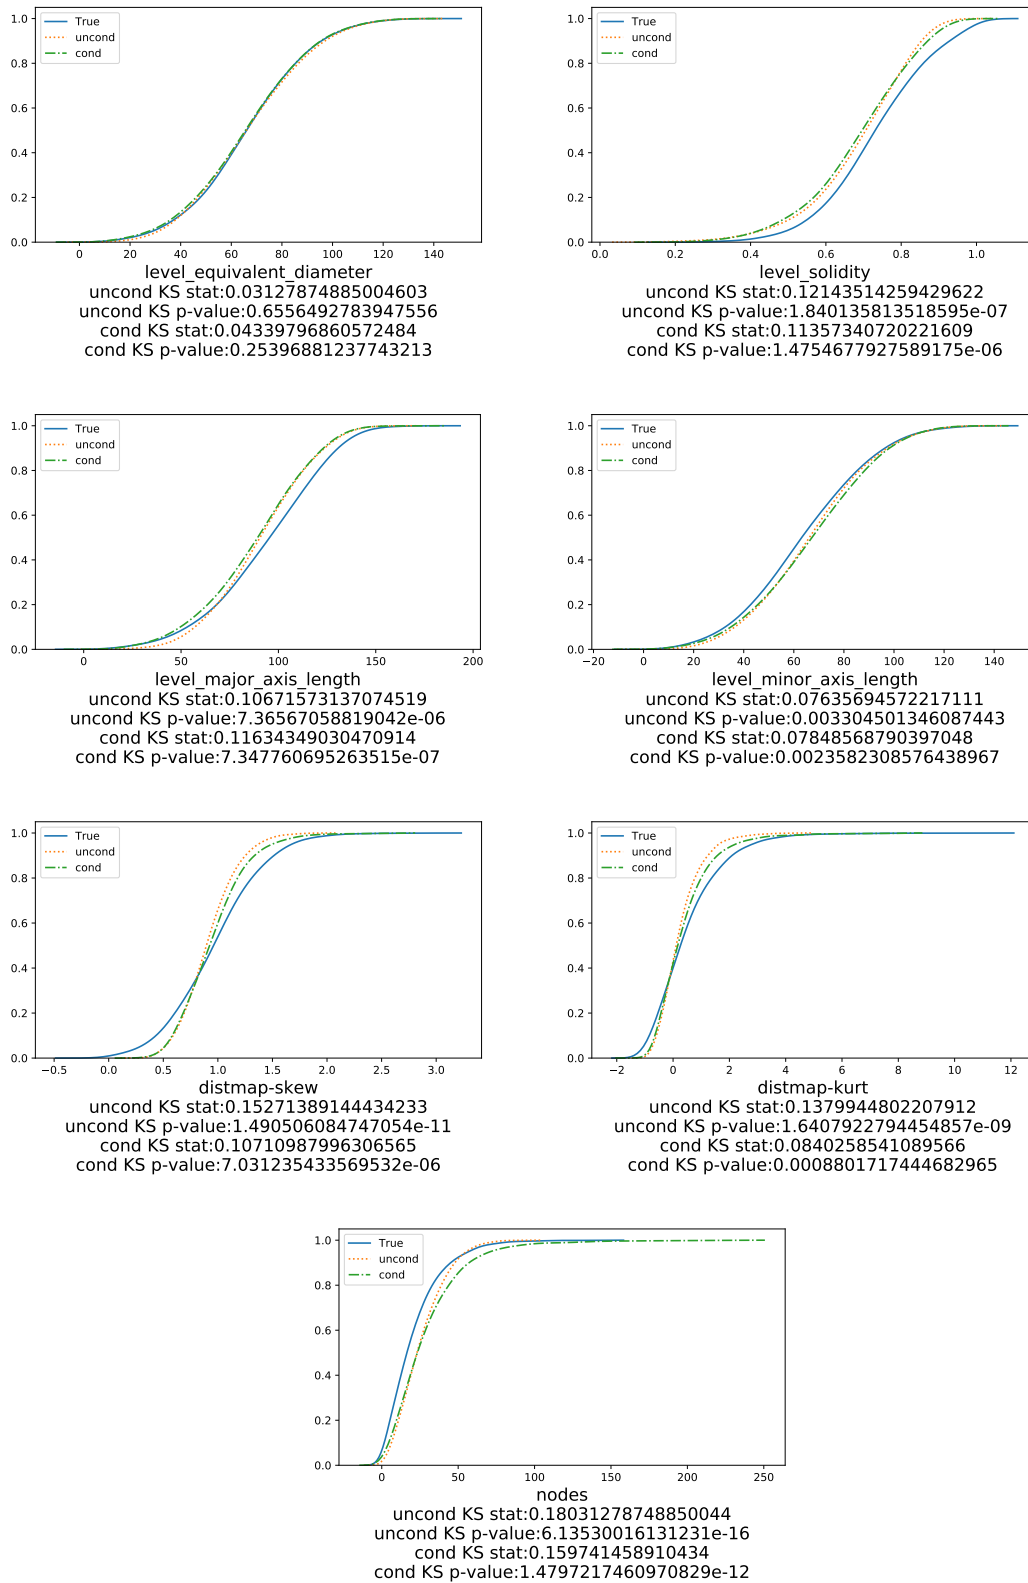 True
uncond
cond
1.0
0.8
0.6
0.4
0.2
0.0
0 20 40 60 80 100 120 140
level_equivalent_diameter
uncond KS stat:0.03127874885004603
uncond KS p-value:0.6556492783947556
cond KS stat:0.04339796860572484
cond KS p-value:0.25396881237743213
True
uncond
cond
1.0
0.8
0.6
0.4
0.2
0.0
0.0 0.2 0.4 0.6 0.8 1.0
level_solidity
uncond KS stat:0.12143514259429622
uncond KS p-value:1.840135813518595e-07
cond KS stat:0.11357340720221609
cond KS p-value:1.4754677927589175e-06
True
uncond
cond
1.0
0.8
0.6
0.4
0.2
0.0
0 50 100 150 200
level_major_axis_length
uncond KS stat:0.10671573137074519
uncond KS p-value:7.36567058819042e-06
cond KS stat:0.11634349030470914
cond KS p-value:7.347760695263515e-07
True
uncond
cond
1.0
0.8
0.6
0.4
0.2
0.0
−20 0 20 40 60 80 100 120 140
level_minor_axis_length
uncond KS stat:0.07635694572217111
uncond KS p-value:0.003304501346087443
cond KS stat:0.07848568790397048
cond KS p-value:0.0023582308576438967
True
uncond
cond
1.0
0.8
0.6
0.4
0.2
0.0
−0.5 0.0 0.5 1.0 1.5 2.0 2.5 3.0
distmap-skew
uncond KS stat:0.15271389144434233
uncond KS p-value:1.490506084747054e-11
cond KS stat:0.10710987996306565
cond KS p-value:7.031235433569532e-06
True
uncond
cond
1.0
0.8
0.6
0.4
0.2
0.0
−2 0 2 4 6 8 10 12
distmap-kurt
uncond KS stat:0.1379944802207912
uncond KS p-value:1.6407922794454857e-09
cond KS stat:0.0840258541089566
cond KS p-value:0.0008801717444682965
True
uncond
cond
1.0
0.8
0.6
0.4
0.2
0.0
0 50 100 150 200 250
nodes
uncond KS stat:0.18031278748850044
uncond KS p-value:6.13530016131231e-16
cond KS stat:0.159741458910434
cond KS p-value:1.4797217460970829e-12